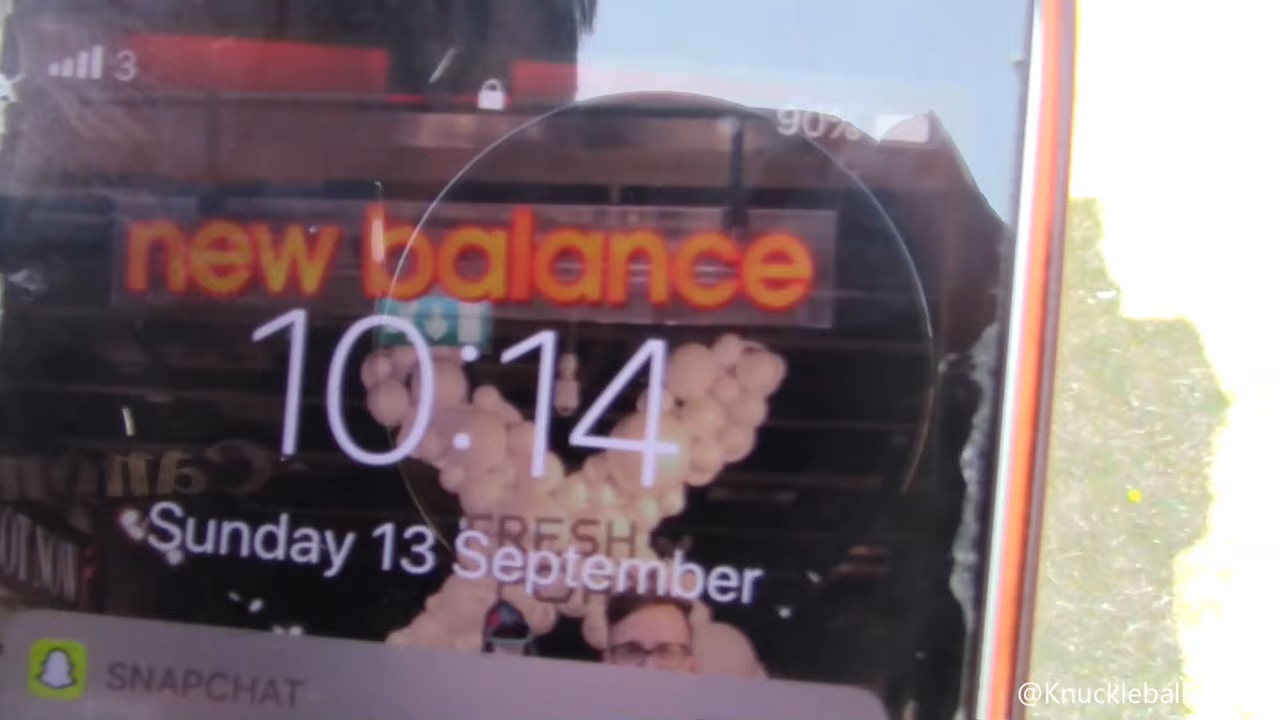 3
90%
new balance
10:14
FRESH
Sunday 13 September
SNAPCHAT
@Knuckleball